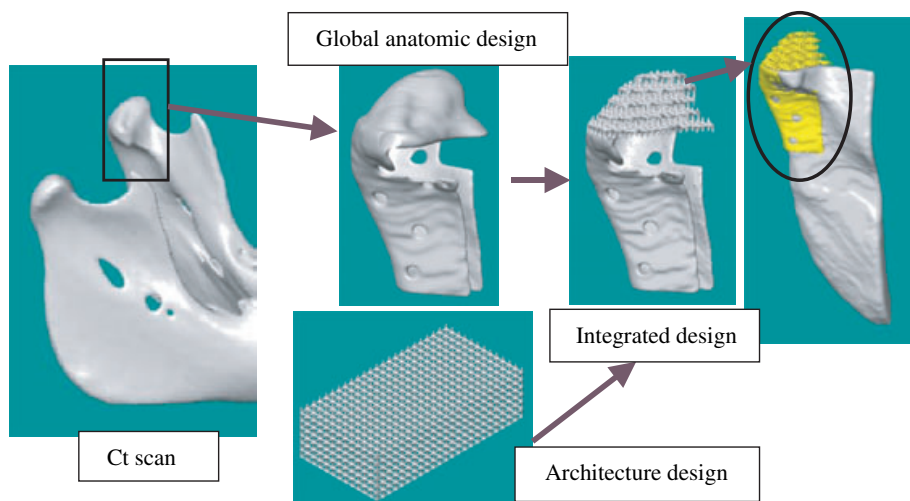 Global anatomic design
Integrated design
Ct scan
Architecture design